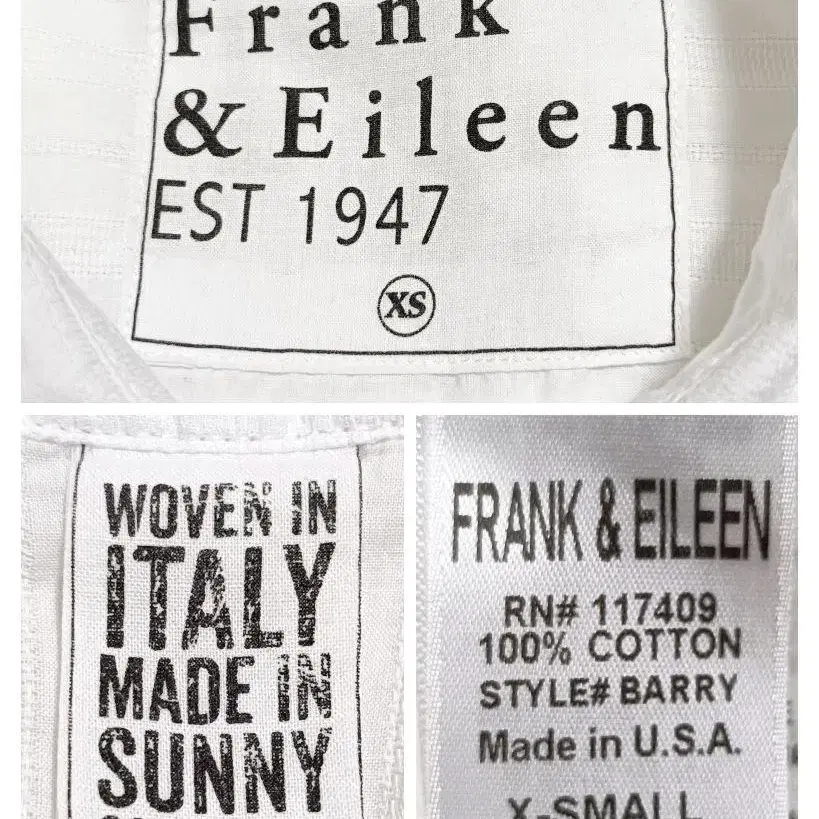 Frank
& Eileen
EST 1947
XS
WOVEN IN
ITALY
MADE IN
SUNNY
FRANK & EILEEN
RN# 117409
100% COTTON
STYLE# BARRY
Made in U.S.A.
X-SMALL